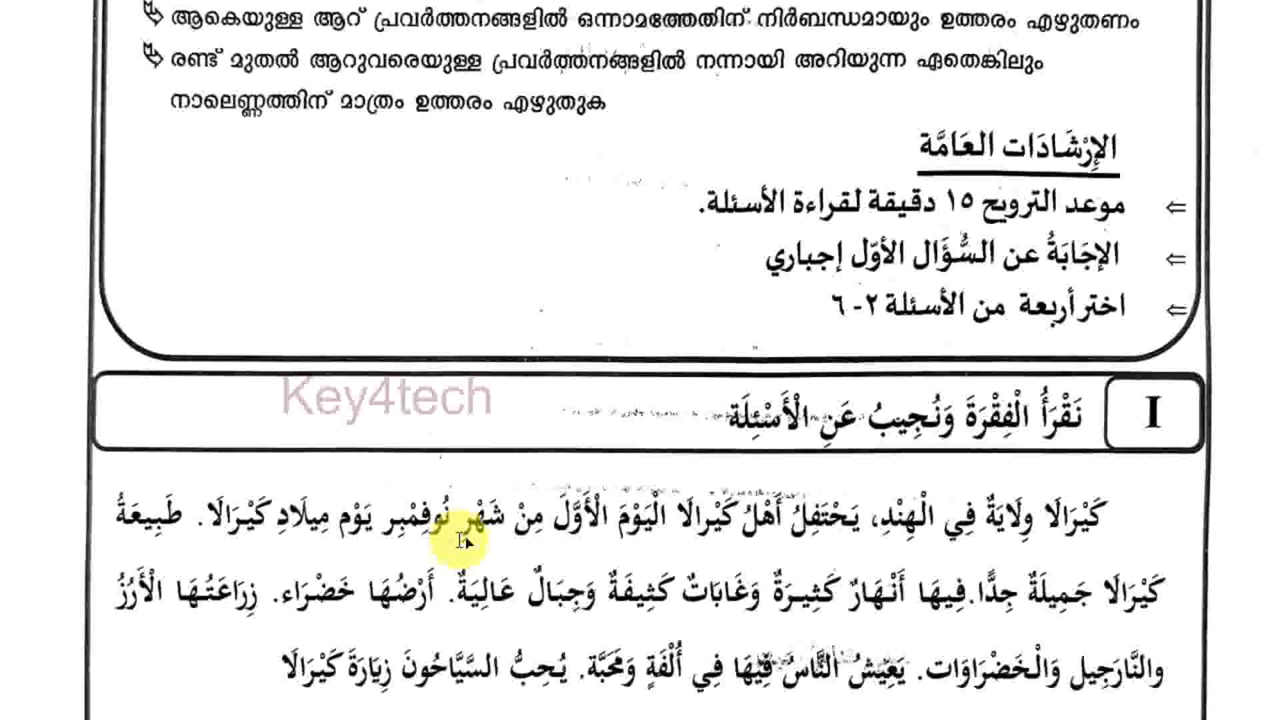 ആകെയുള്ള ആറ് പ്രവർത്തനങ്ങളിൽ ഒന്നാമത്തേതിന് നിർബന്ധമായും ഉത്തരം എഴുതണം
രണ്ട് മുതൽ ആറുവരെയുള്ള പ്രവർത്തനങ്ങളിൽ നന്നായി അറിയുന്ന ഏതെങ്കിലും
നാലെണ്ണത്തിന് മാത്രം ഉത്തരം എഴുതുക
الإِرْشَادَات العَامَّة
⇐ موعد الترويح ١٥ دقيقة لقراءة الأسئلة.
⇐ الإجَابَةُ عن السُّؤَال الأوّل إجباري
⇐ اختر أربعة من الأسئلة ٢-٦
Key4tech
I نَقْرَأُ الْفِقْرَةَ وَنُجِيبُ عَنِ الْأَسْئِلَة
كَيْرَالَا وِلَايَةٌ فِي الْهِنْدِ، يَحْتَفِلُ أَهْلُ كَيْرالَا الْيَوْمَ الْأَوَّلَ مِنْ شَهْرِ نُوفِمْبِر يَوْم مِيلَادِ كَيْرَالَا. طَبِيعَةُ
كَيْرَالَا جَمِيلَةٌ جِدًّا. فِيهَا أَنْهَارٌ كَثِيرَةٌ وَغَابَاتٌ كَثِيفَةٌ وَجِبَالٌ عَالِيَةٌ. أَرْضُهَا خَضْرَاء. زِرَاعَتُهَا الْأَرُزُّ
والنَّارَجِيل وَالْخَضْرَاوَات. يَعِيشُ النَّاسُ فِيْهَا فِي أُلْفَةٍ وَمَحَبَّة. يُحِبُّ السَّيَّاحُونَ زِيَارَةَ كَيْرَالَا